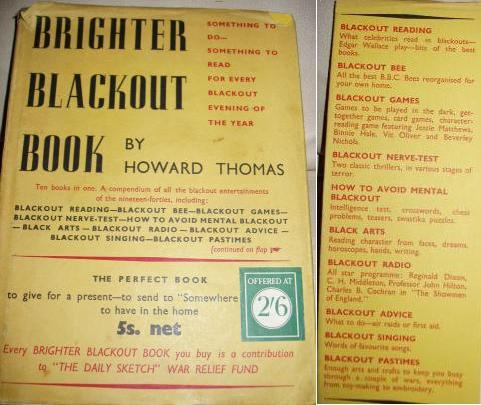 BRIGHTER
BLACKOUT
BOOK
SOMETHING TO
DO—
SOMETHING TO
READ
FOR EVERY
BLACKOUT
EVENING OF
THE YEAR
BY
HOWARD THOMAS
Ten books in one. A compendium of all the blackout entertainments
of the nineteen-forties, including:
BLACKOUT READING—BLACKOUT BEE—BLACKOUT GAMES—
BLACKOUT NERVE-TEST—HOW TO AVOID MENTAL BLACKOUT
—BLACK ARTS—BLACKOUT RADIO—BLACKOUT ADVICE—
BLACKOUT SINGING—BLACKOUT PASTIMES
(continued on flap
THE PERFECT BOOK
to give for a present—to send to "Somewhere
to have in the home
5s. net
OFFERED AT
2/6
Every BRIGHTER BLACKOUT BOOK you buy is a contribution
to "THE DAILY SKETCH" WAR RELIEF FUND
BLACKOUT READING
What celebrities read in blackouts—
Edgar Wallace play—bits of the best
books.
BLACKOUT BEE
All the best B.B.C. Bees reorganised for
your own home.
BLACKOUT GAMES
Games to be played in the dark, get-
together games, card games, character-
reading game featuring Jessie Matthews,
Binnie Hale, Vic Oliver and Beverley
Nichols.
BLACKOUT NERVE-TEST
Two classic thrillers, in various stages of
terror.
HOW TO AVOID MENTAL
BLACKOUT
Intelligence test, crosswords, chess
problems, teasers, swastika puzzles.
BLACK ARTS
Reading character from faces, dreams,
horoscopes, hands, writing.
BLACKOUT RADIO
All star programme: Reginald Dixon,
C. H. Middleton, Professor John Hilton,
Charles B. Cochran in "The Showmen
of England."
BLACKOUT ADVICE
What to do—air raids or first aid.
BLACKOUT SINGING
Words of favourite songs.
BLACKOUT PASTIMES
Enough arts and crafts to keep you busy
through a couple of wars, everything
from toy-making to embroidery.